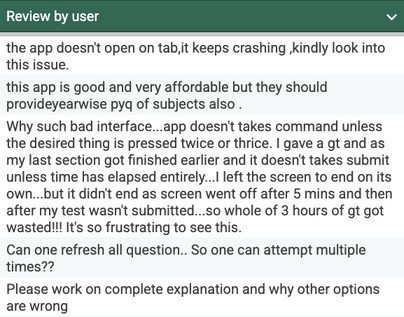 Review by user
the app doesn't open on tab,it keeps crashing ,kindly look into
this issue.
this app is good and very affordable but they should
provideyearwise pyq of subjects also .
Why such bad interface...app doesn't takes command unless
the desired thing is pressed twice or thrice. I gave a gt and as
my last section got finished earlier and it doesn't takes submit
unless time has elapsed entirely...I left the screen to end on its
own...but it didn't end as screen went off after 5 mins and then
after my test wasn't submitted...so whole of 3 hours of gt got
wasted!!! It's so frustrating to see this.
Can one refresh all question.. So one can attempt multiple
times??
Please work on complete explanation and why other options
are wrong